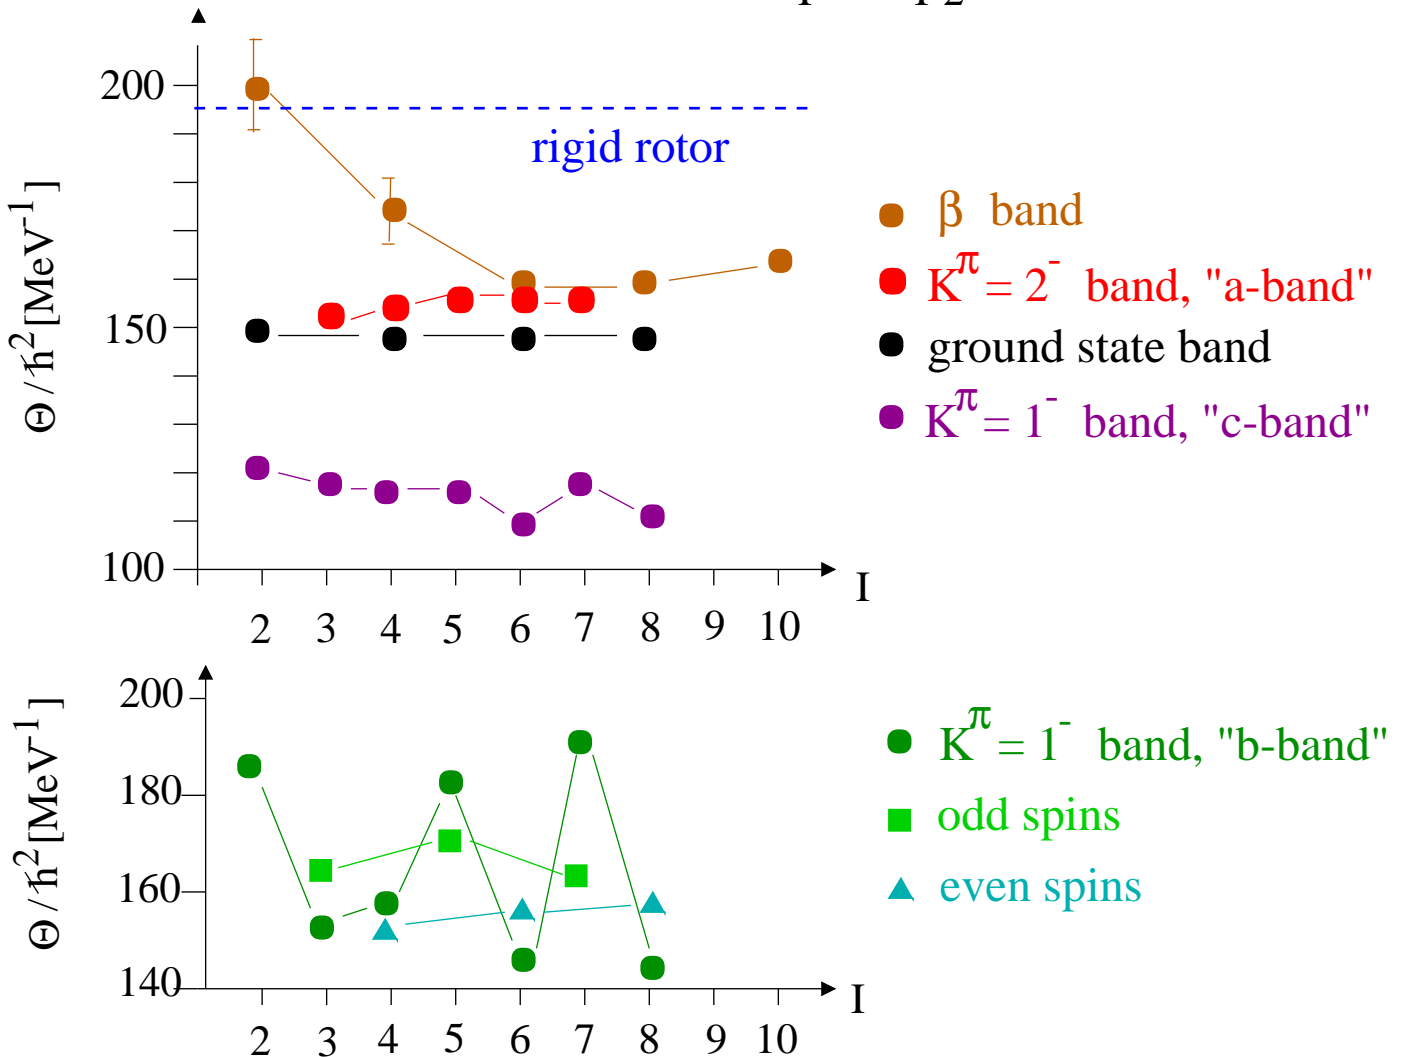 200
150
100
Θ/ħ²[MeV⁻¹]
rigid rotor
β band
Kπ = 2⁻ band, "a-band"
ground state band
Kπ = 1⁻ band, "c-band"
I
2 3 4 5 6 7 8 9 10
200
180
160
140
Θ/ħ²[MeV⁻¹]
Kπ = 1⁻ band, "b-band"
odd spins
even spins
I
2 3 4 5 6 7 8 9 10